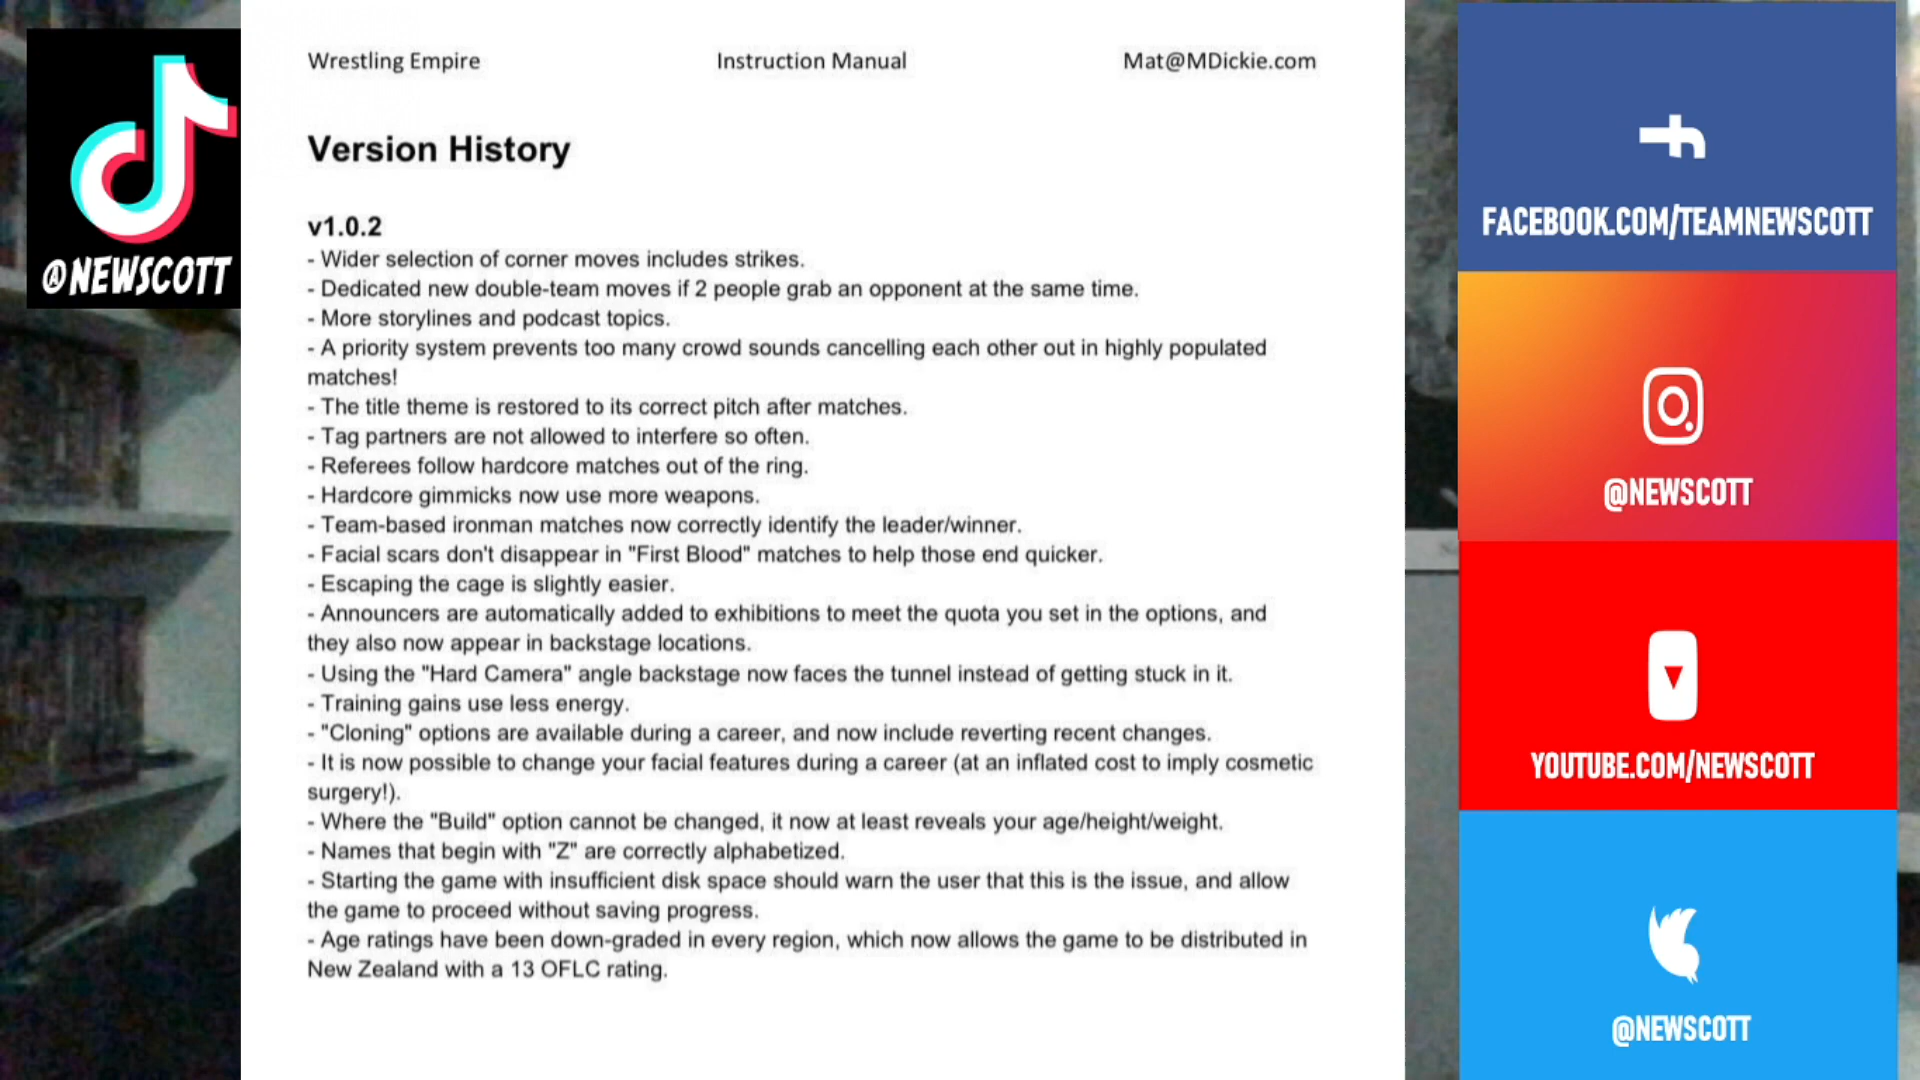 @NEWSCOTT
Wrestling Empire Instruction Manual Mat@MDickie.com
Version History
v1.0.2
- Wider selection of corner moves includes strikes.
- Dedicated new double-team moves if 2 people grab an opponent at the same time.
- More storylines and podcast topics.
- A priority system prevents too many crowd sounds cancelling each other out in highly populated
matches!
- The title theme is restored to its correct pitch after matches.
- Tag partners are not allowed to interfere so often.
- Referees follow hardcore matches out of the ring.
- Hardcore gimmicks now use more weapons.
- Team-based ironman matches now correctly identify the leader/winner.
- Facial scars don't disappear in "First Blood" matches to help those end quicker.
- Escaping the cage is slightly easier.
- Announcers are automatically added to exhibitions to meet the quota you set in the options, and
they also now appear in backstage locations.
- Using the "Hard Camera" angle backstage now faces the tunnel instead of getting stuck in it.
- Training gains use less energy.
- "Cloning" options are available during a career, and now include reverting recent changes.
- It is now possible to change your facial features during a career (at an inflated cost to imply cosmetic
surgery!).
- Where the "Build" option cannot be changed, it now at least reveals your age/height/weight.
- Names that begin with "Z" are correctly alphabetized.
- Starting the game with insufficient disk space should warn the user that this is the issue, and allow
the game to proceed without saving progress.
- Age ratings have been down-graded in every region, which now allows the game to be distributed in
New Zealand with a 13 OFLC rating.
FACEBOOK.COM/TEAMNEWSCOTT
@NEWSCOTT
YOUTUBE.COM/NEWSCOTT
@NEWSCOTT